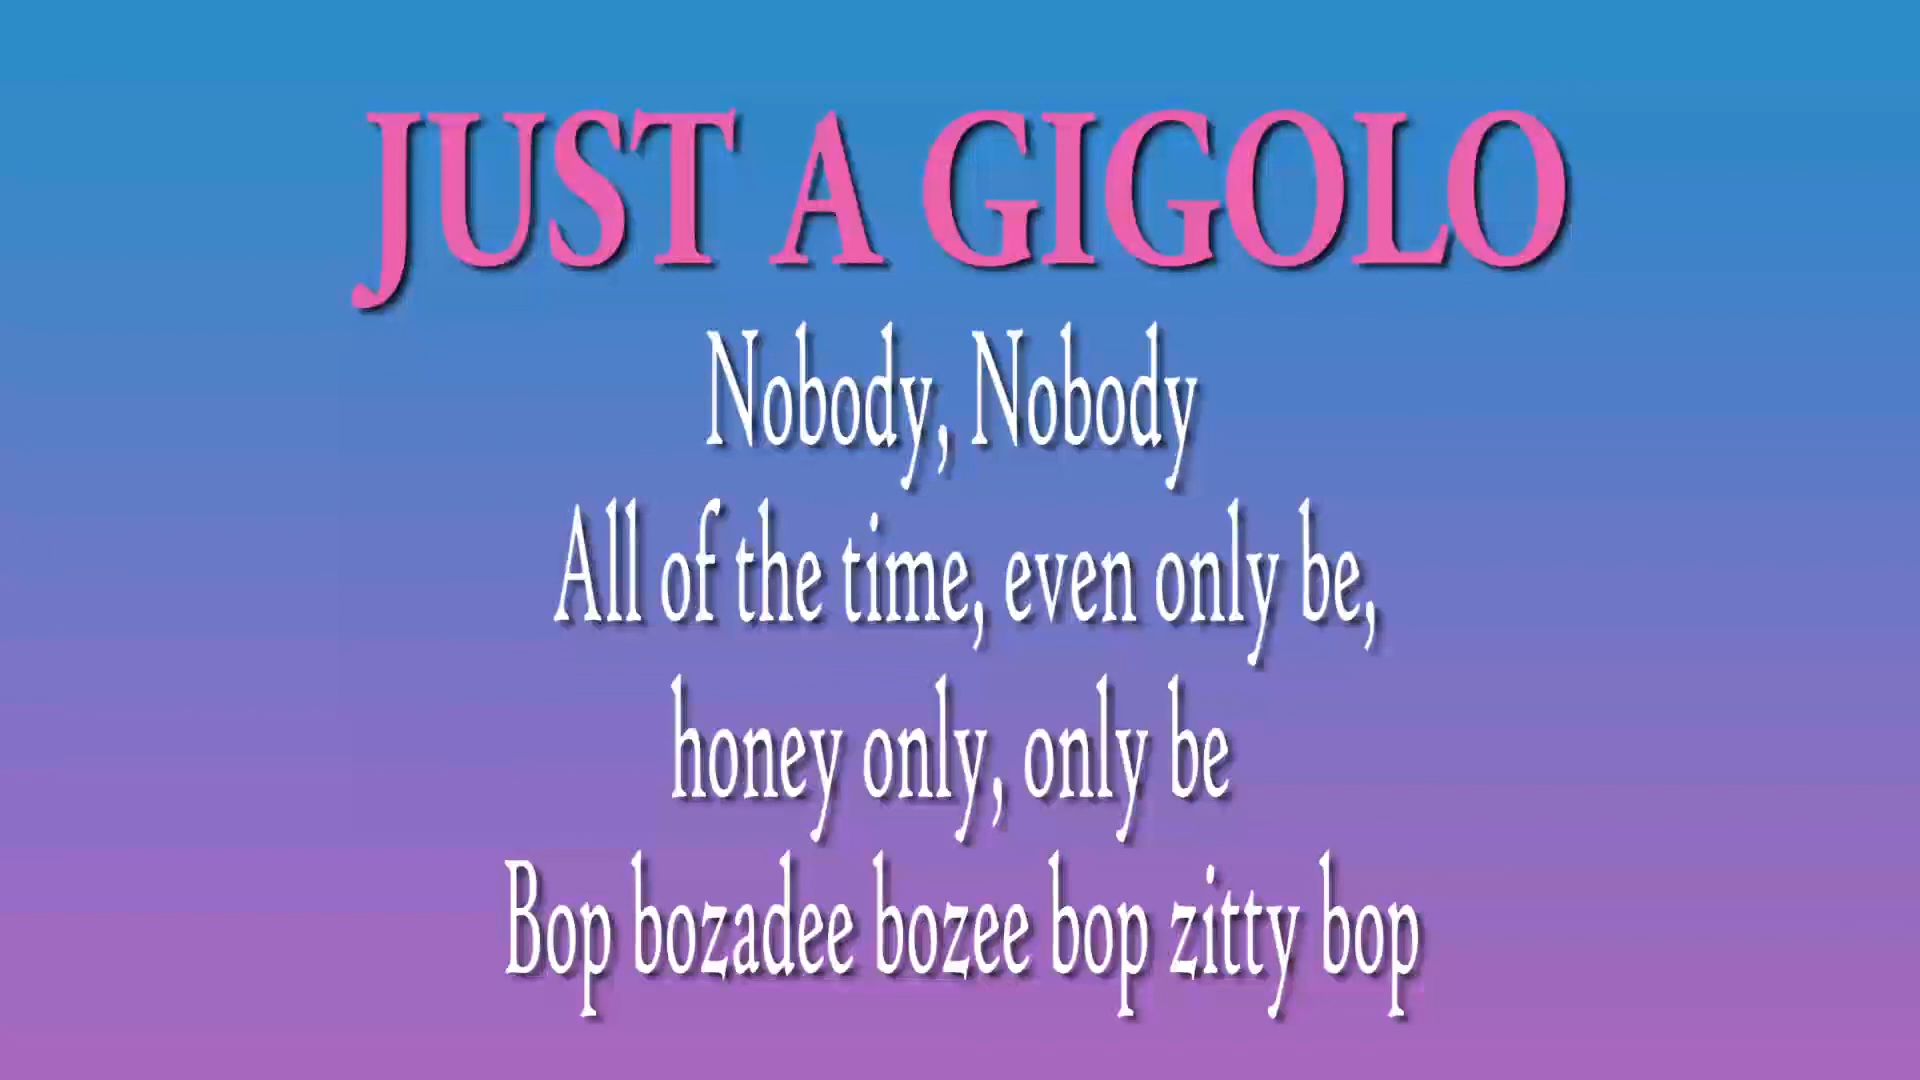 JUST A GIGOLO
Nobody, Nobody
All of the time, even only be,
honey only, only be
Bop bozadee bozee bop zitty bop